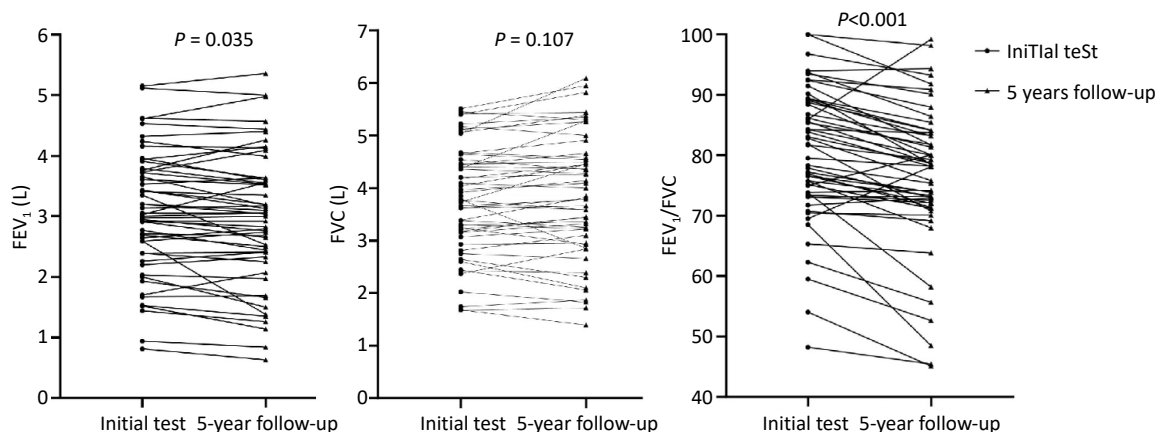 P = 0.035
FEV₁ (L)
6
5
4
3
2
1
0
Initial test 5-year follow-up
P = 0.107
FVC (L)
7
6
5
4
3
2
1
0
Initial test 5-year follow-up
P<0.001
FEV₁/FVC
100
90
80
70
60
50
40
Initial test 5-year follow-up
IniTIal teSt
5 years follow-up